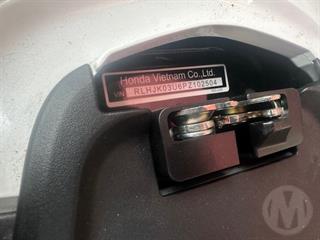 Honda Vietnam Co.,Ltd.
VIN RLHJK03U6PZ102504
M